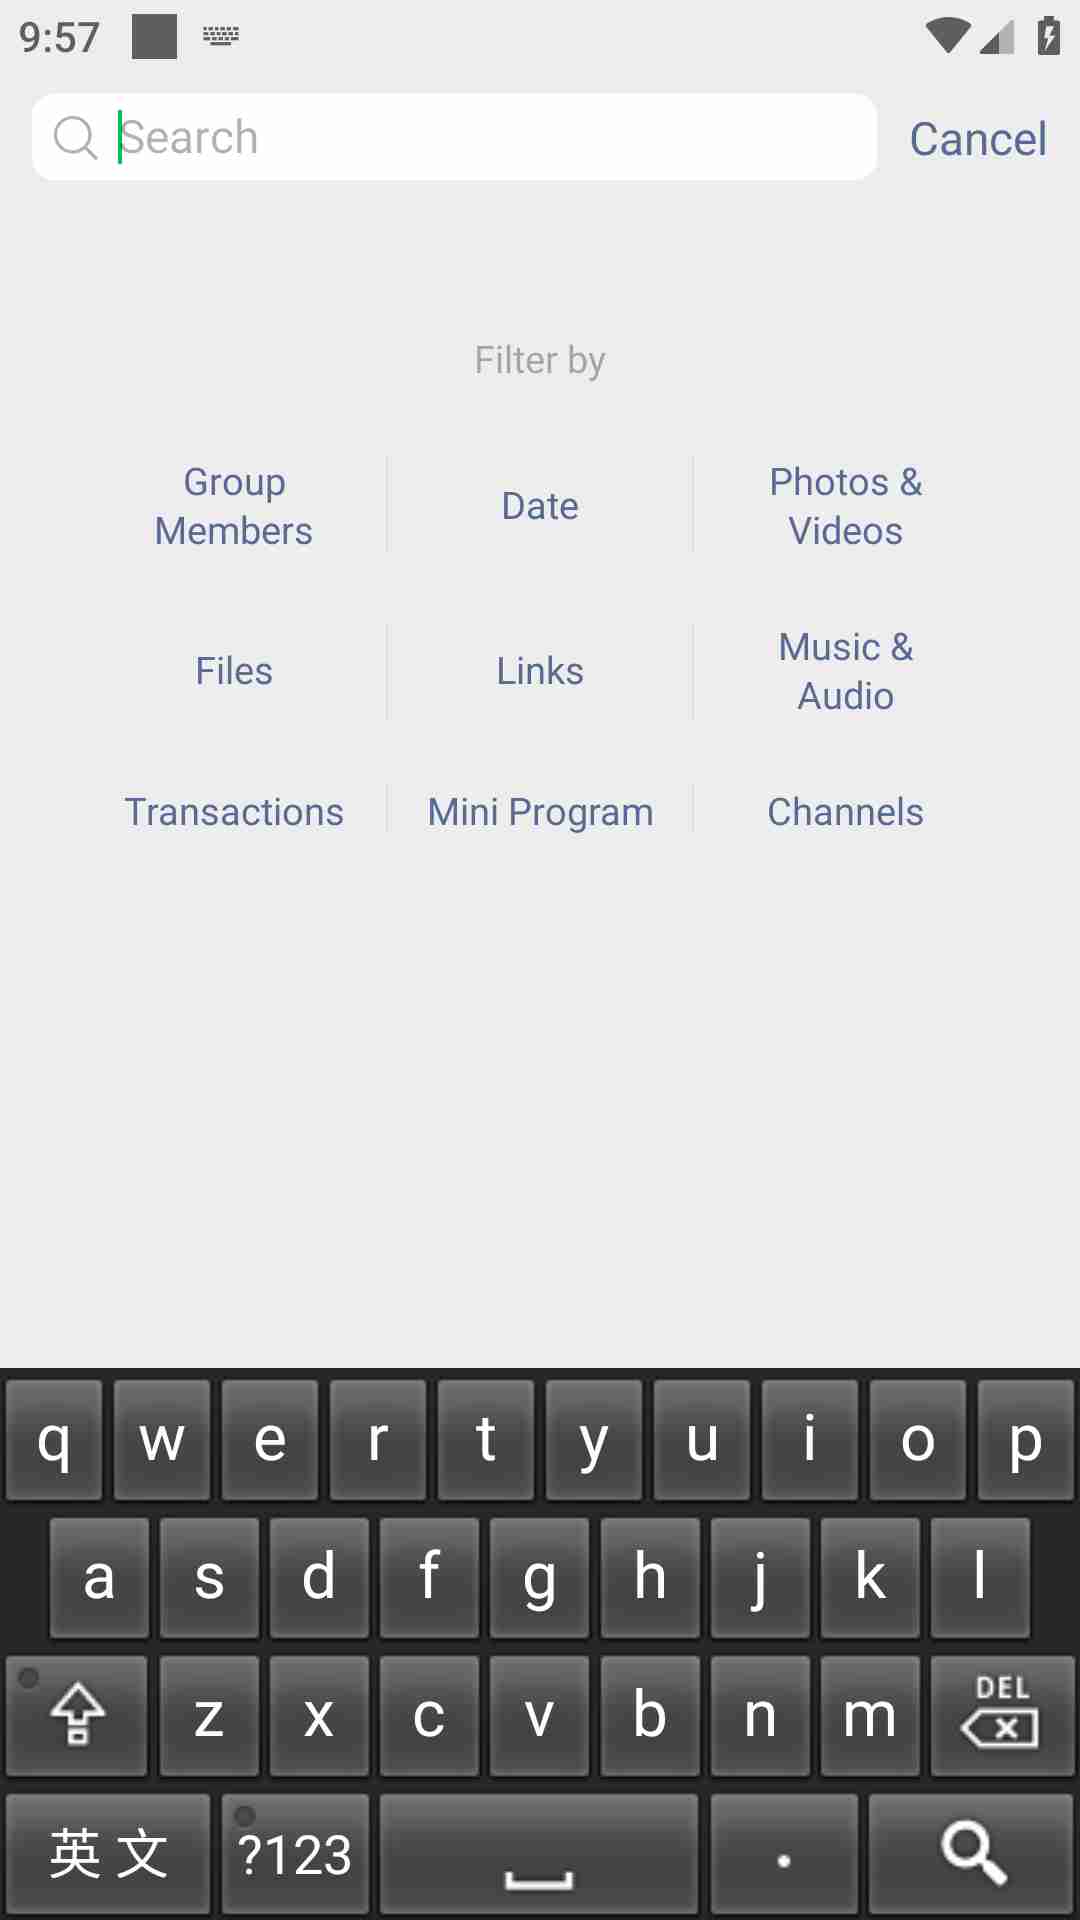 9:57
Search
Cancel
Filter by
Group
Members
Date
Photos &
Videos
Files
Links
Music &
Audio
Transactions
Mini Program
Channels
q w e r t y u i o p
a s d f g h j k l
z x c v b n m DEL
英文 ?123 .